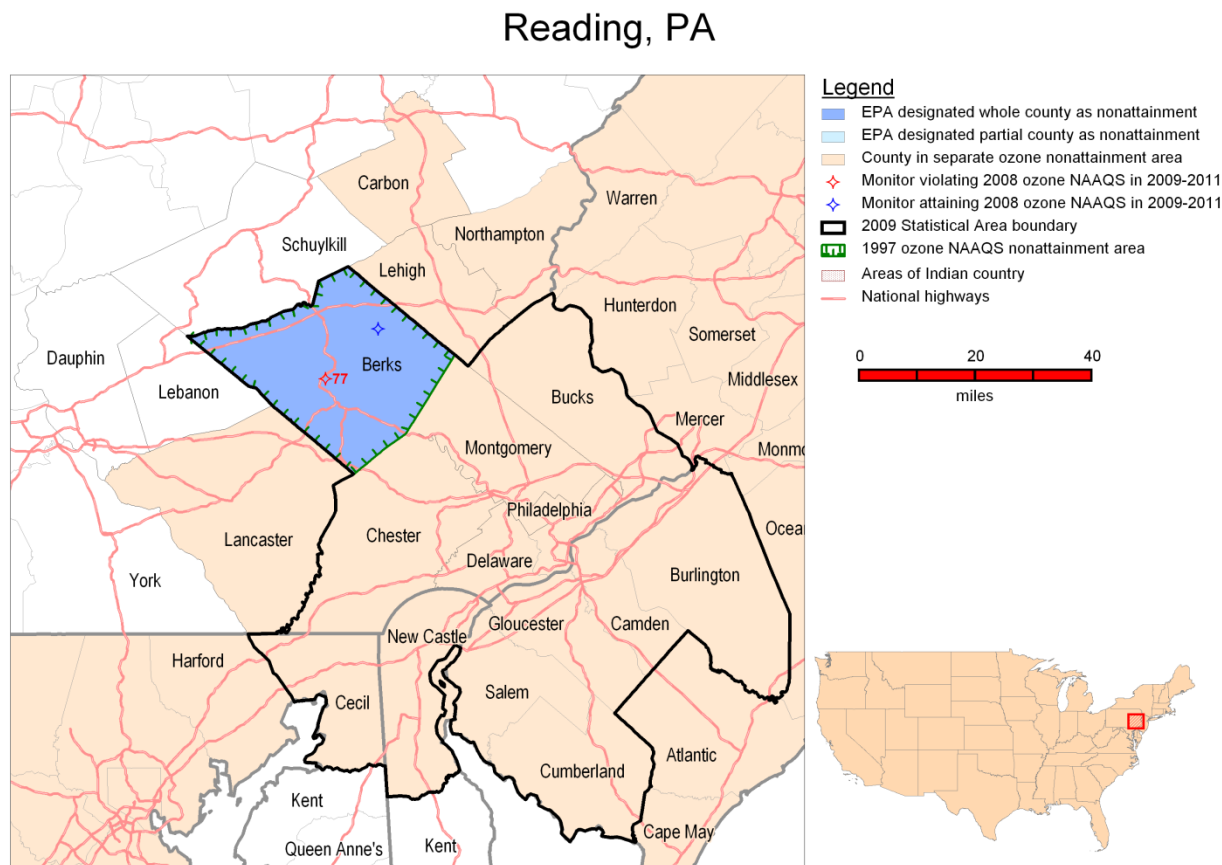 Reading, PA
Legend
EPA designated whole county as nonattainment
EPA designated partial county as nonattainment
County in separate ozone nonattainment area
Monitor violating 2008 ozone NAAQS in 2009-2011
Monitor attaining 2008 ozone NAAQS in 2009-2011
2009 Statistical Area boundary
1997 ozone NAAQS nonattainment area
Areas of Indian country
National highways
0 20 40
miles
Carbon
Warren
Northampton
Schuylkill
Lehigh
Hunterdon
Somerset
Dauphin
Berks
Lebanon
77
Middlesex
Bucks
Mercer
Montgomery
Monmo
Philadelphia
Ocean
Lancaster
Chester
Delaware
York
Burlington
New Castle
Gloucester
Camden
Harford
Cecil
Salem
Atlantic
Cumberland
Kent
Cape May
Queen Anne's
Kent